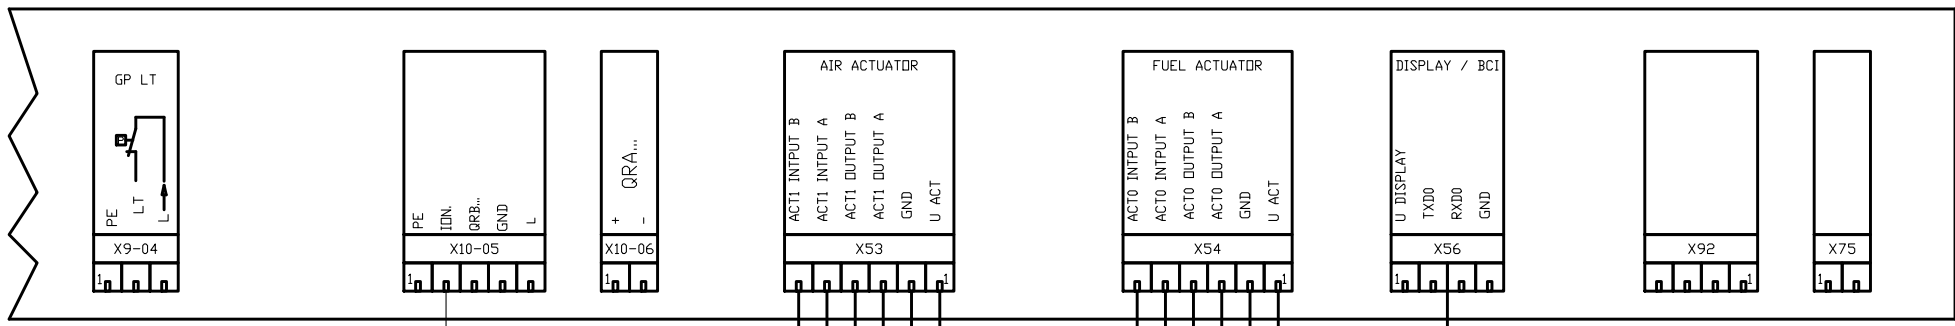 GP LT
PE
LT
L
X9-04
1
PE
ION.
QRB...
GND
L
X10-05
1
QRA...
+
-
X10-06
1
AIR ACTUATOR
ACT1 INTPUT B
ACT1 INTPUT A
ACT1 OUTPUT B
ACT1 OUTPUT A
GND
U ACT
X53
1
FUEL ACTUATOR
ACT0 INTPUT B
ACT0 INTPUT A
ACT0 OUTPUT B
ACT0 OUTPUT A
GND
U ACT
X54
1
DISPLAY / BCI
U DISPLAY
TXD0
RXD0
GND
X56
1
X92
1
X75
1